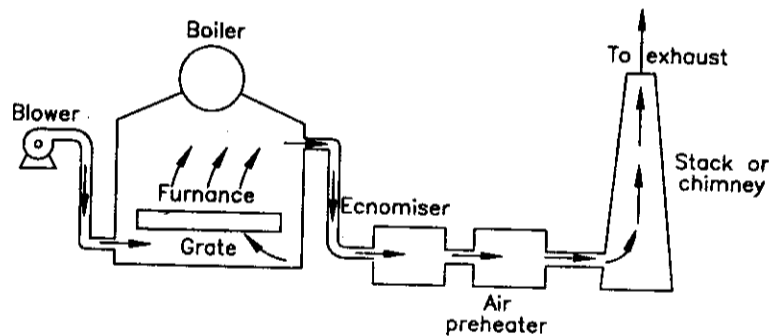 Boiler
To exhaust
Blower
Stack or
chimney
Furnance
Ecnomiser
Grate
Air
preheater